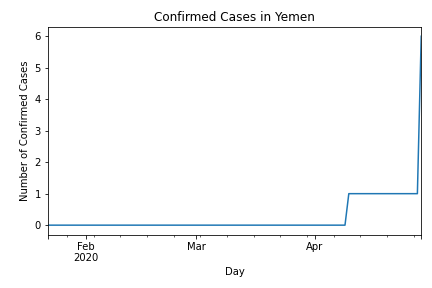 Confirmed Cases in Yemen
Number of Confirmed Cases
6
5
4
3
2
1
0
Feb Mar Apr
2020
Day